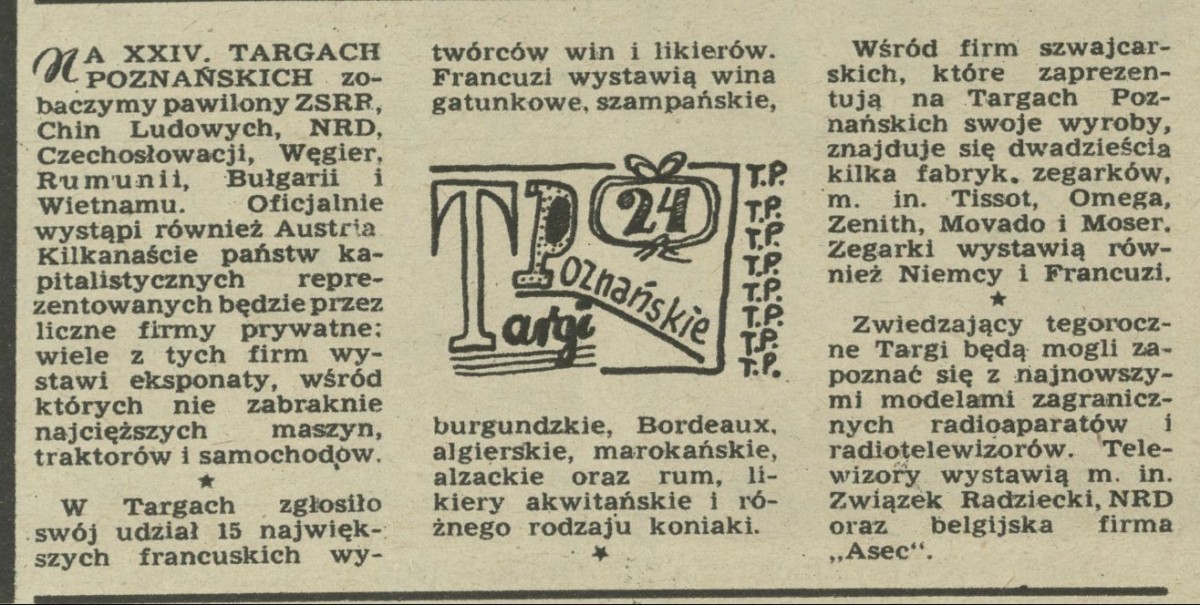 NA XXIV. TARGACH
POZNAŃSKICH zo-
baczymy pawilony ZSRR,
Chin Ludowych, NRD,
Czechosłowacji, Węgier,
Rumunii, Bułgarii i
Wietnamu. Oficjalnie
wystąpi również Austria
Kilkanaście państw ka-
pitalistycznych repre-
zentowanych będzie przez
liczne firmy prywatne:
wiele z tych firm wy-
stawi eksponaty, wśród
których nie zabraknie
najcięższych maszyn,
traktorów i samochodów.
★
W Targach zgłosiło
swój udział 15 najwięk-
szych francuskich wy-
twórców win i likierów.
Francuzi wystawią wina
gatunkowe, szampańskie,
24
Targi
Poznańskie
T.P.
T.P.
T.P.
T.P.
T.P.
T.P.
T.P.
T.P.
burgundzkie, Bordeaux,
algierskie, marokańskie,
alzackie oraz rum, li-
kiery akwitańskie i ró-
żnego rodzaju koniaki.
★
Wśród firm szwajcar-
skich, które zaprezen-
tują na Targach Poz-
nańskich swoje wyroby,
znajduje się dwadzieścia
kilka fabryk. zegarków,
m. in. Tissot, Omega,
Zenith, Movado i Moser.
Zegarki wystawią rów-
nież Niemcy i Francuzi.
★
Zwiedzający tegorocz-
ne Targi będą mogli za-
poznać się z najnowszy-
mi modelami zagranicz-
nych radioaparatów i
radiotelewizorów. Tele-
wizory wystawią m. in.
Związek Radziecki, NRD
oraz belgijska firma
„Asec“.